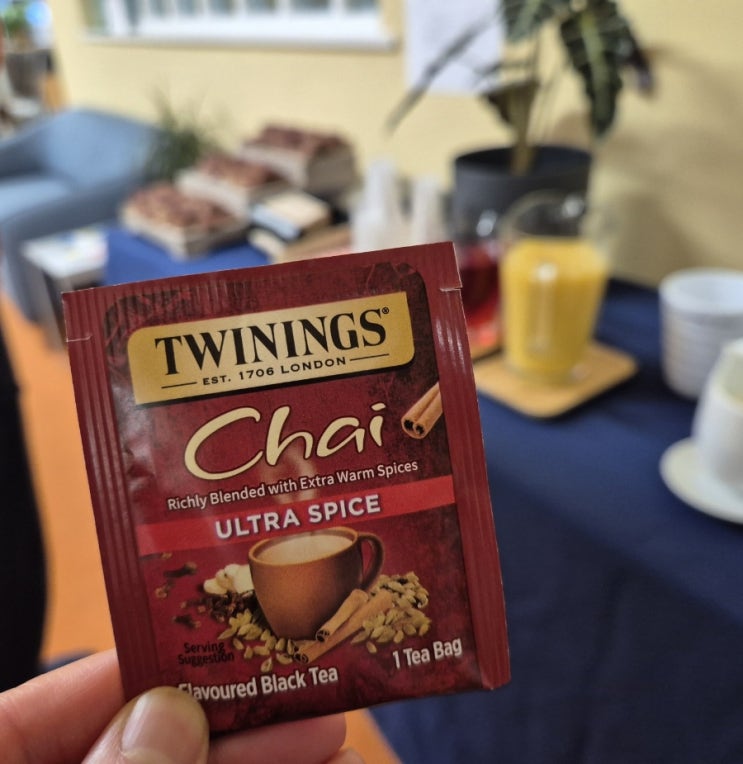 TWININGS®
EST. 1706 LONDON
Chai
Richly Blended with Extra Warm Spices
ULTRA SPICE
Serving
Suggestion
Flavoured Black Tea
1 Tea Bag